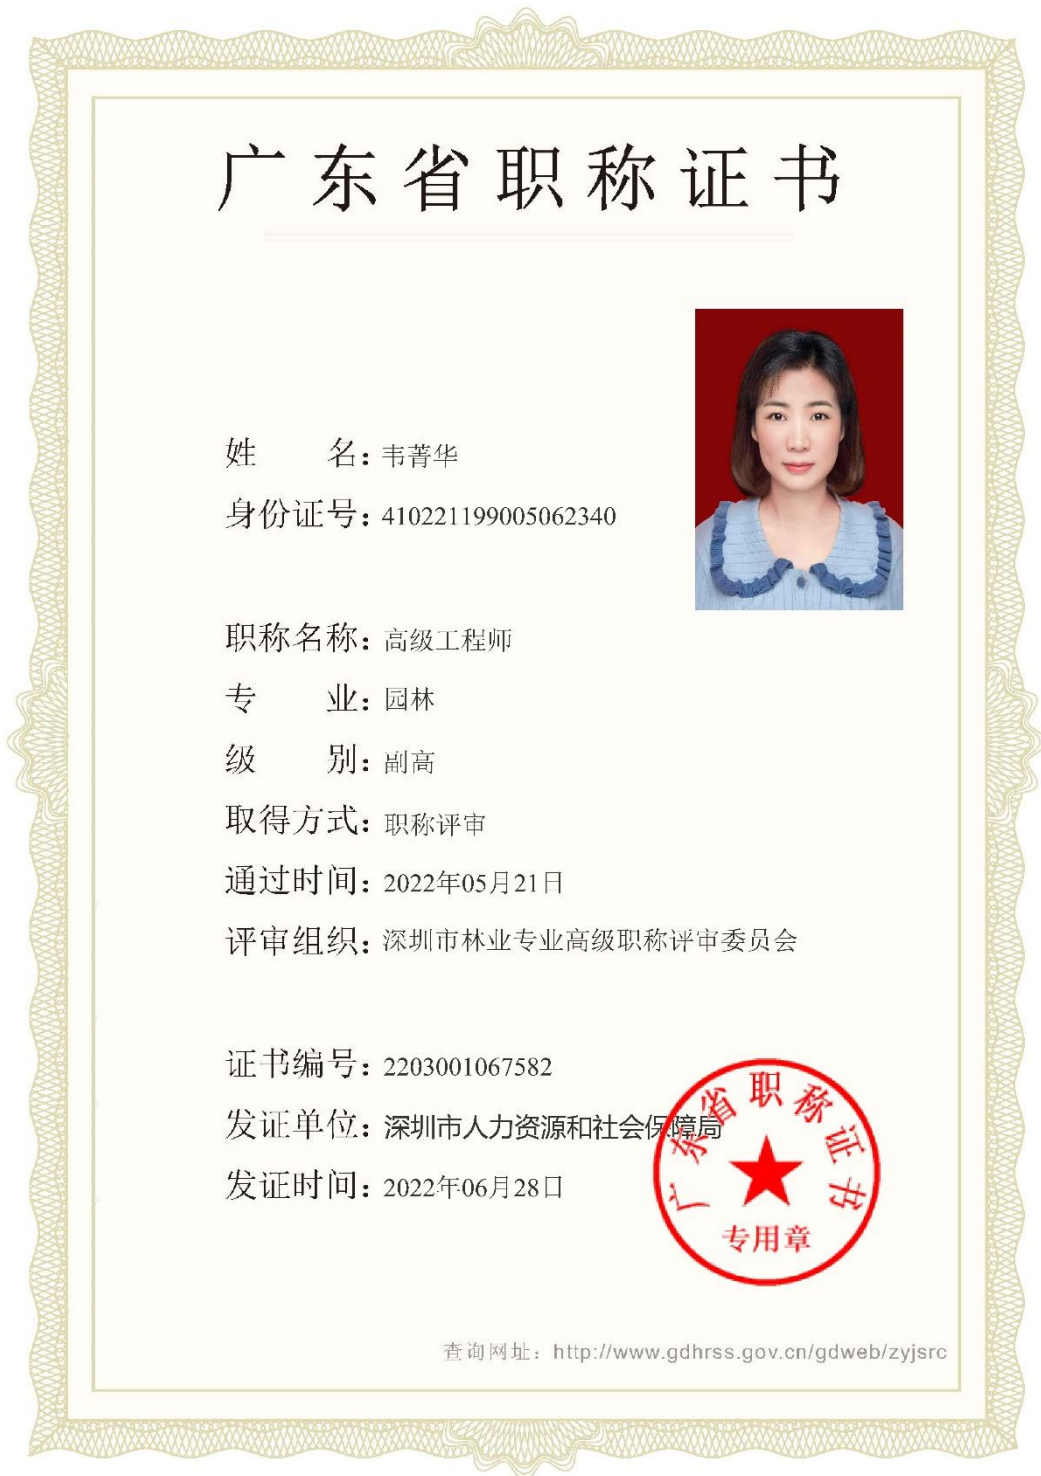 广东省职称证书
姓名：韦菁华
身份证号：410221199005062340
职称名称：高级工程师
专业：园林
级别：副高
取得方式：职称评审
通过时间：2022年05月21日
评审组织：深圳市林业专业高级职称评审委员会
证书编号：2203001067582
发证单位：深圳市人力资源和社会保障局
发证时间：2022年06月28日
广东省职称证书
专用章
查询网址：http://www.gdhrss.gov.cn/gdweb/zyjsrc